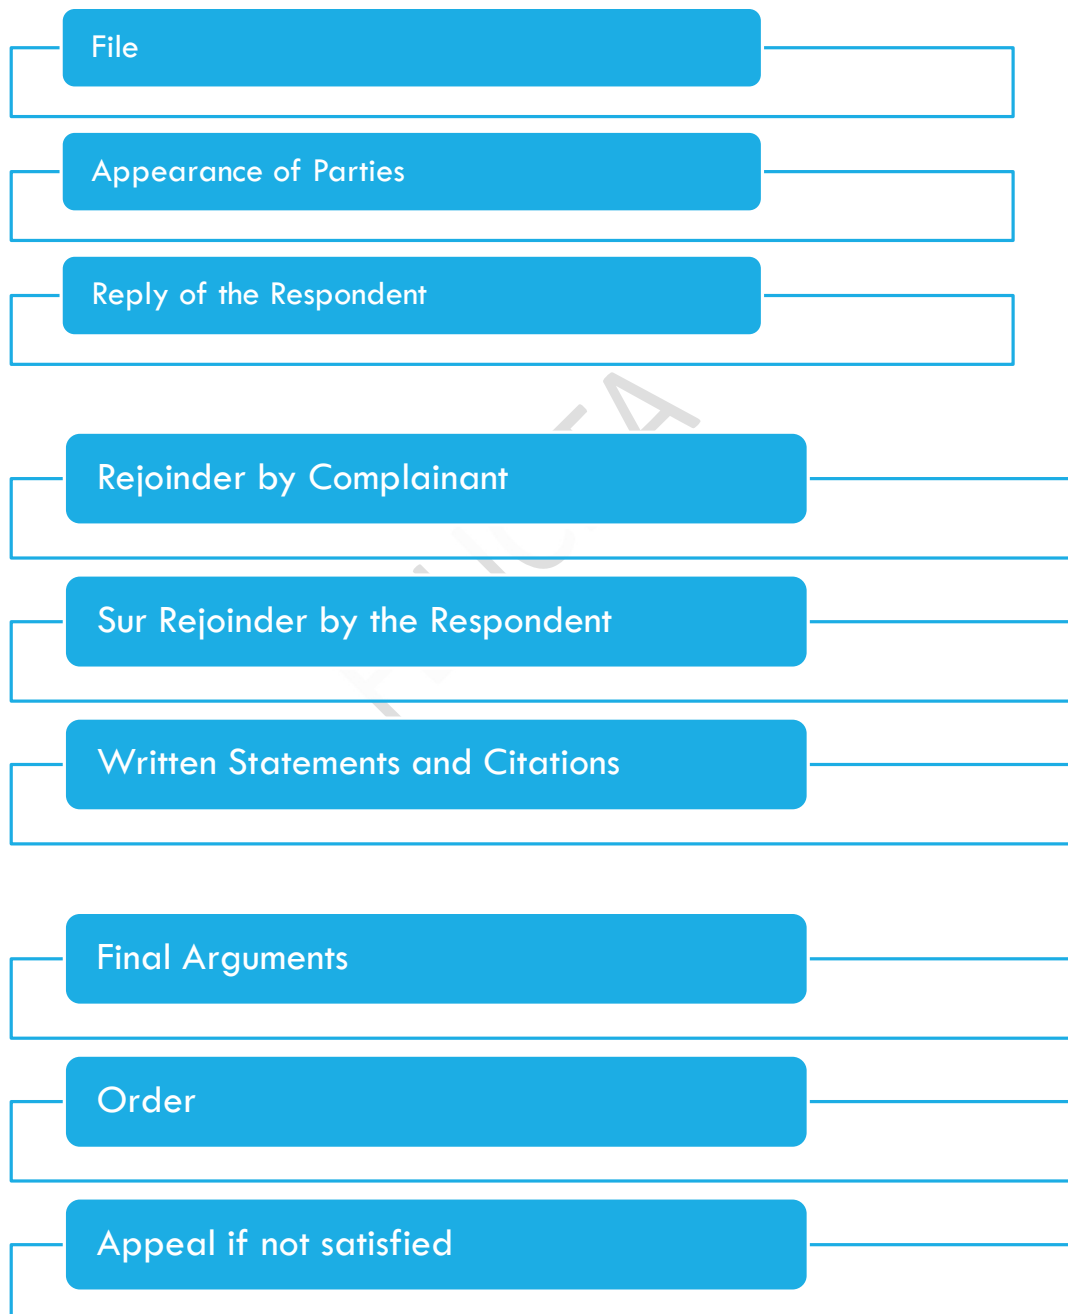 File
Appearance of Parties
Reply of the Respondent
Rejoinder by Complainant
Sur Rejoinder by the Respondent
Written Statements and Citations
Final Arguments
Order
Appeal if not satisfied